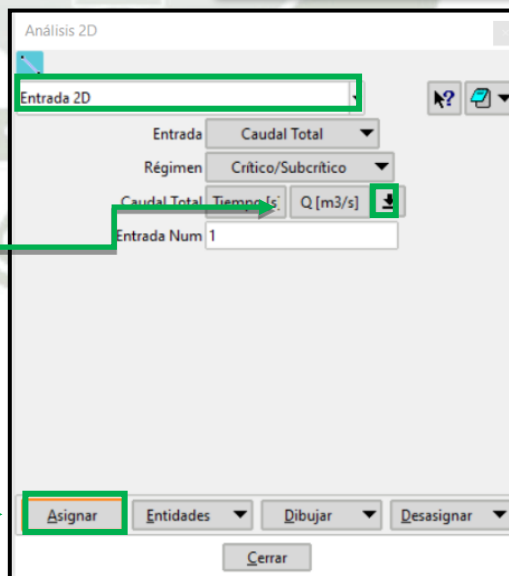 Análisis 2D
Entrada 2D
Entrada Caudal Total
Régimen Crítico/Subcrítico
Caudal Total Tiempo [s] Q [m3/s]
Entrada Num 1
Asignar Entidades Dibujar Desasignar
Cerrar